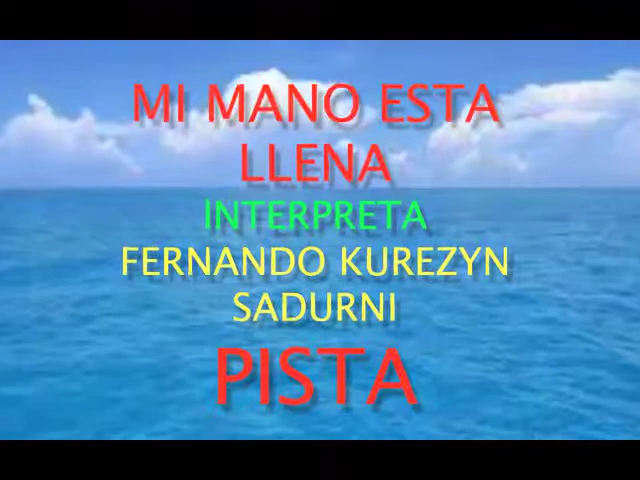 MI MANO ESTA
LLENA
INTERPRETA
FERNANDO KUREZYN
SADURNI
PISTA